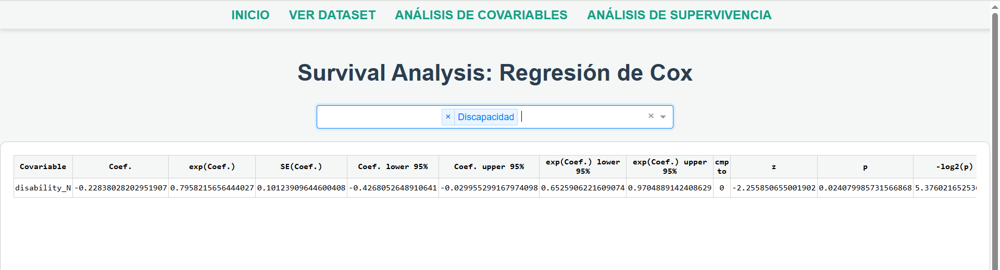 INICIO VER DATASET ANÁLISIS DE COVARIABLES ANÁLISIS DE SUPERVIVENCIA
Survival Analysis: Regresión de Cox
× Discapacidad ×
Covariable Coef. exp(Coef.) SE(Coef.) Coef. lower 95% Coef. upper 95% exp(Coef.) lower 95% exp(Coef.) upper 95% cmp to z p -log2(p)
disability_N -0.22838028202951907 0.7958215656444027 0.10123909644600408 -0.4268052648910641 -0.029955299167974098 0.6525906221609074 0.9704889142408629 0 -2.255850655001902 0.024079985731566868 5.37602165253